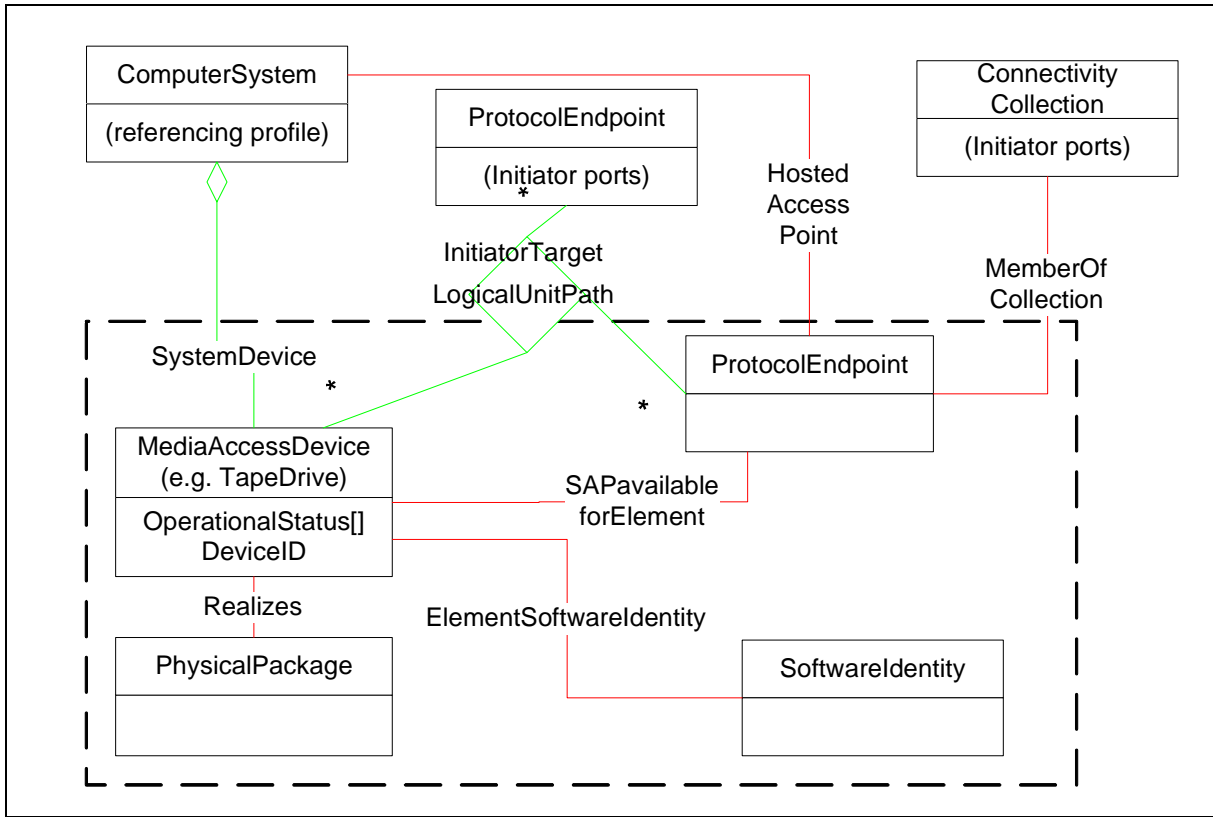 ComputerSystem
(referencing profile)
ProtocolEndpoint
(Initiator ports)
*
Connectivity
Collection
(Initiator ports)
Hosted
Access
Point
InitiatorTarget
LogicalUnitPath
MemberOf
Collection
SystemDevice
*
*
ProtocolEndpoint
MediaAccessDevice
(e.g. TapeDrive)
OperationalStatus[]
DeviceID
SAPavailable
forElement
Realizes
ElementSoftwareIdentity
PhysicalPackage
SoftwareIdentity